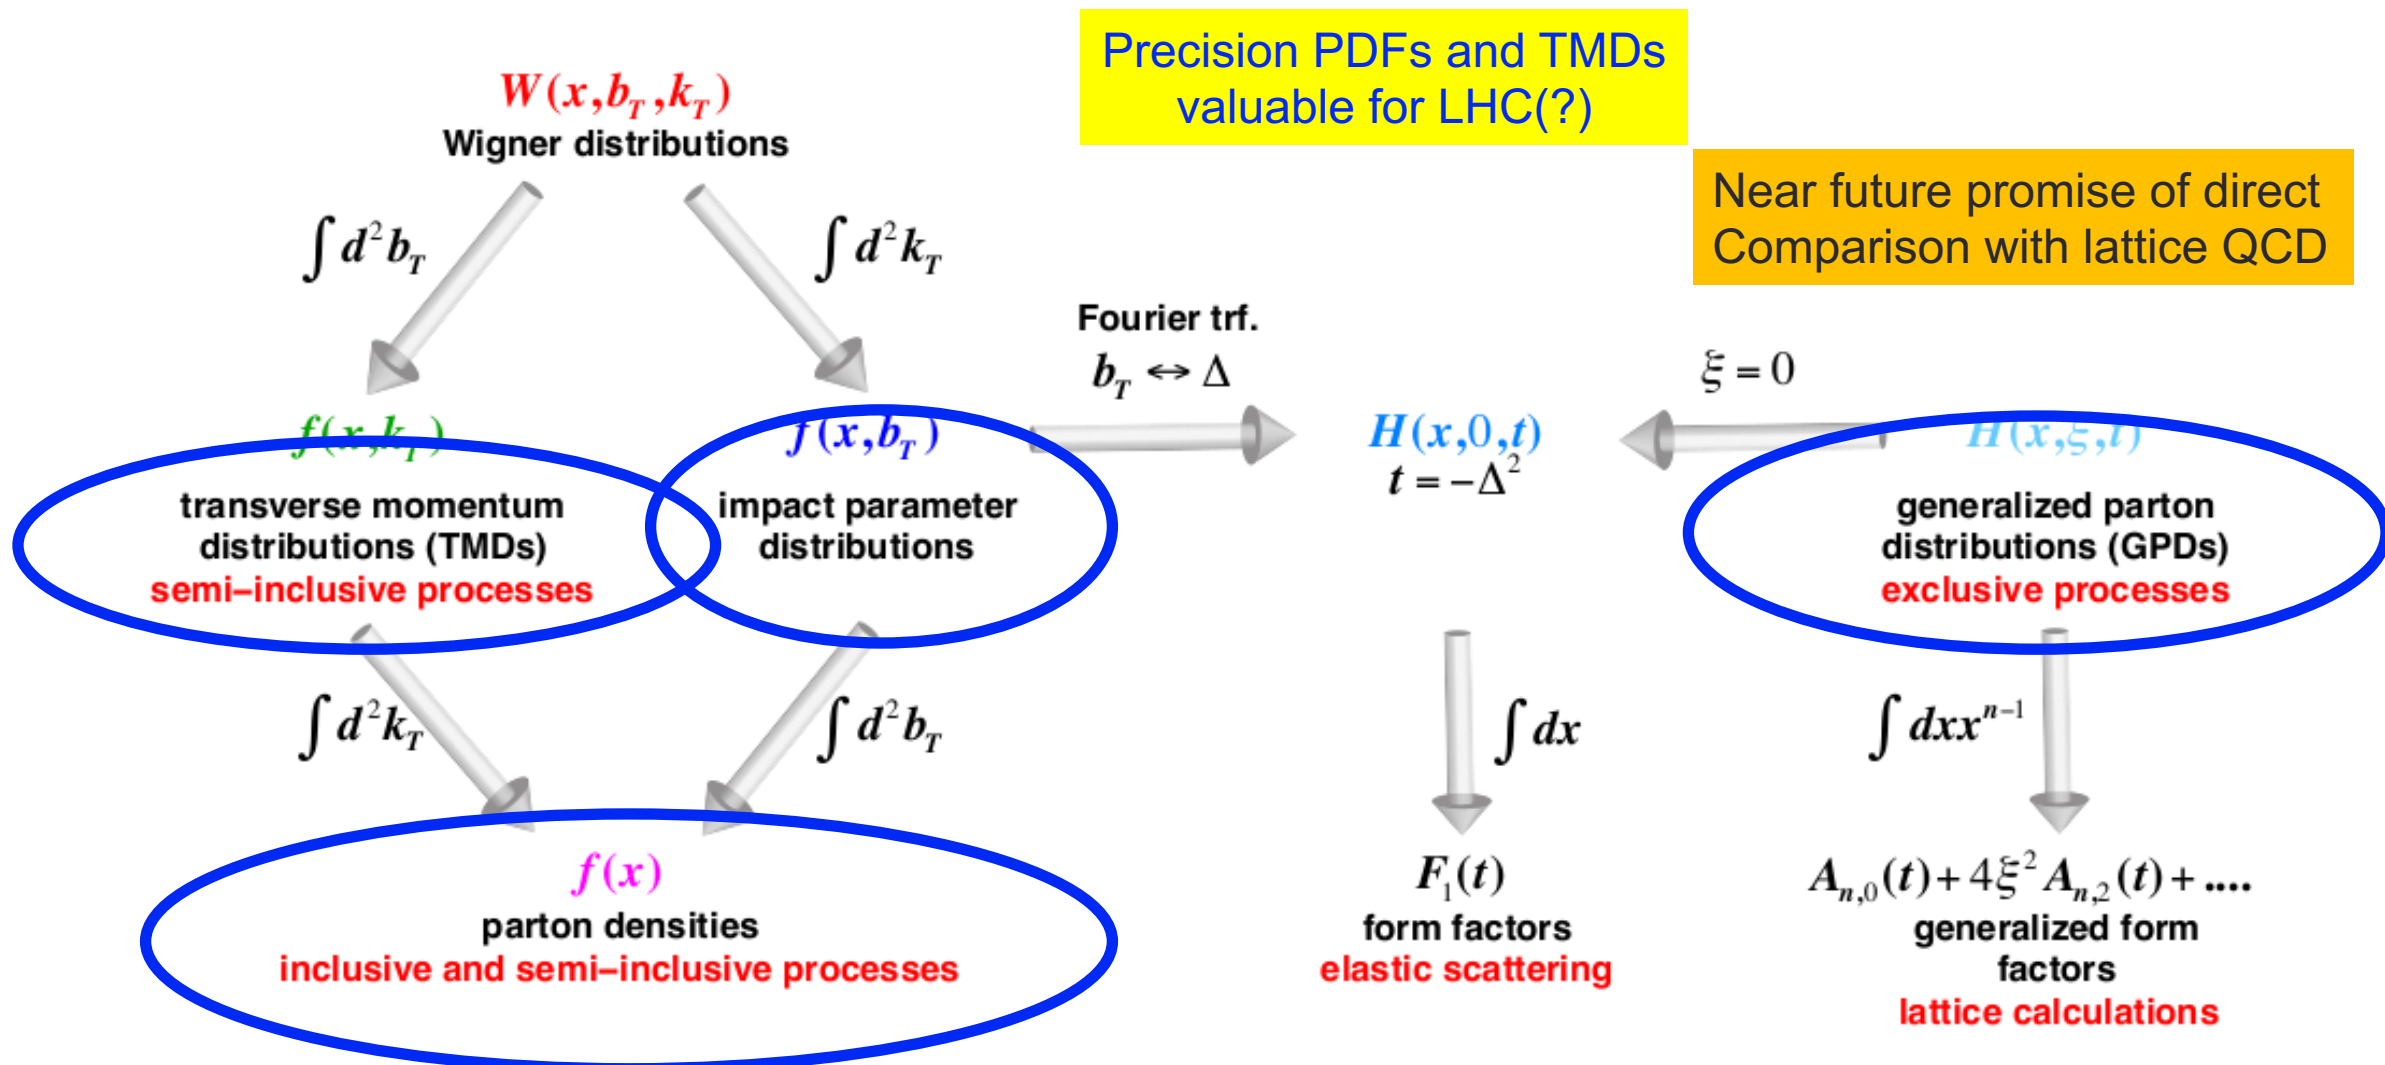 Precision PDFs and TMDs
valuable for LHC(?)
W(x,b_T,k_T)
Wigner distributions
Near future promise of direct
Comparison with lattice QCD
∫d²b_T
∫d²k_T
Fourier trf.
b_T ↔ Δ
ξ = 0
f(x,k_T)
f(x,b_T)
H(x,0,t)
t = −Δ²
H(x,ξ,t)
transverse momentum
distributions (TMDs)
semi–inclusive processes
impact parameter
distributions
generalized parton
distributions (GPDs)
exclusive processes
∫d²k_T
∫d²b_T
∫dx
∫dxx^{n−1}
f(x)
parton densities
inclusive and semi–inclusive processes
F_1(t)
form factors
elastic scattering
A_{n,0}(t) + 4ξ² A_{n,2}(t) + ....
generalized form
factors
lattice calculations